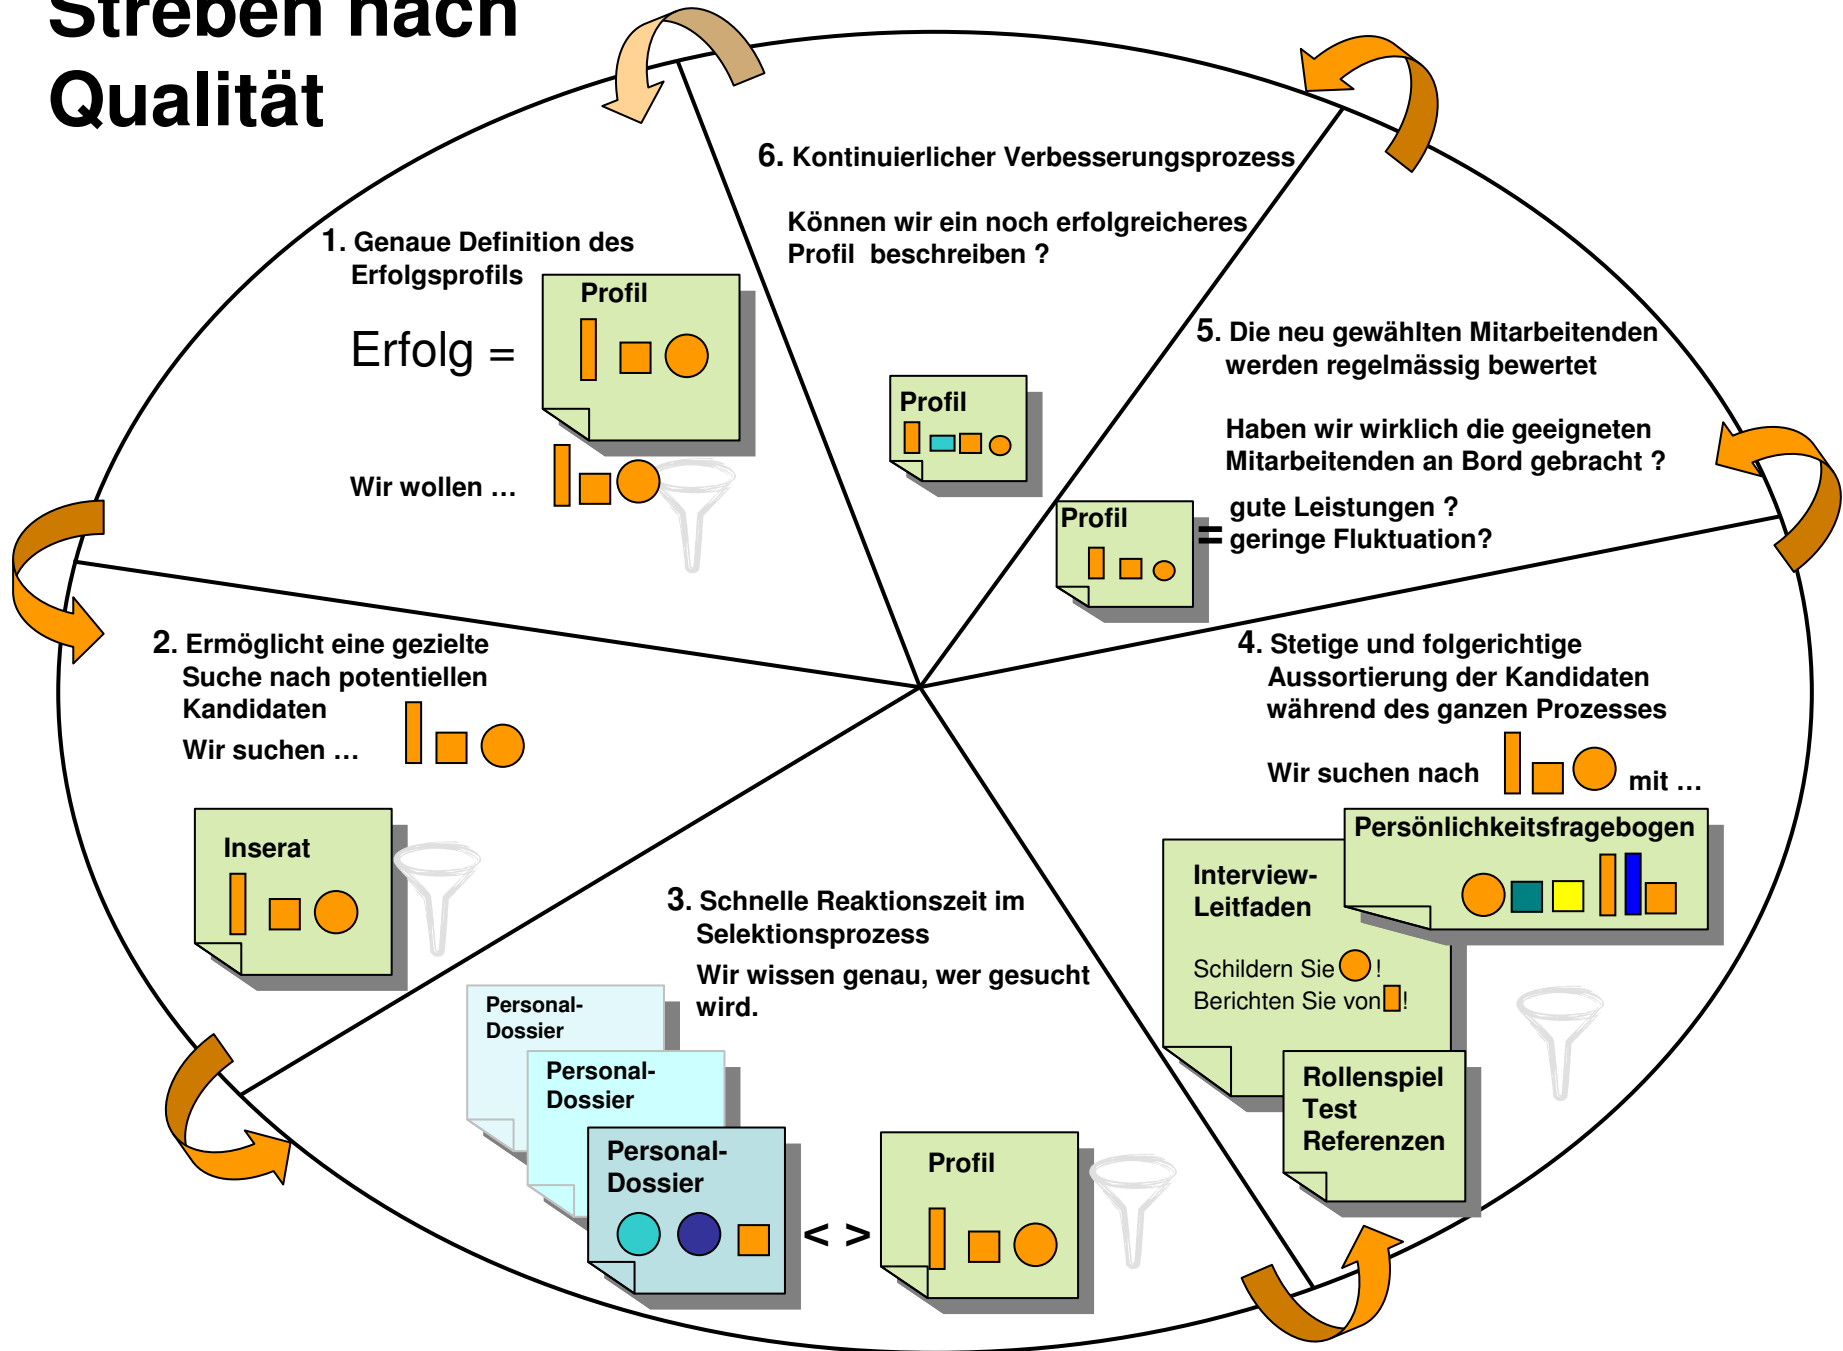 Streben nach
Qualität
1. Genaue Definition des
Erfolgsprofils
Profil
Erfolg =
Wir wollen ...
2. Ermöglicht eine gezielte
Suche nach potentiellen
Kandidaten
Wir suchen ...
Inserat
3. Schnelle Reaktionszeit im
Selektionsprozess
Wir wissen genau, wer gesucht
wird.
Personal-
Dossier
Personal-
Dossier
Personal-
Dossier
< >
Profil
4. Stetige und folgerichtige
Aussortierung der Kandidaten
während des ganzen Prozesses
Wir suchen nach mit ...
Persönlichkeitsfragebogen
Interview-
Leitfaden
Schildern Sie !
Berichten Sie von !
Rollenspiel
Test
Referenzen
5. Die neu gewählten Mitarbeitenden
werden regelmässig bewertet
Haben wir wirklich die geeigneten
Mitarbeitenden an Bord gebracht ?
Profil
=
gute Leistungen ?
geringe Fluktuation?
6. Kontinuierlicher Verbesserungsprozess
Können wir ein noch erfolgreicheres
Profil beschreiben ?
Profil